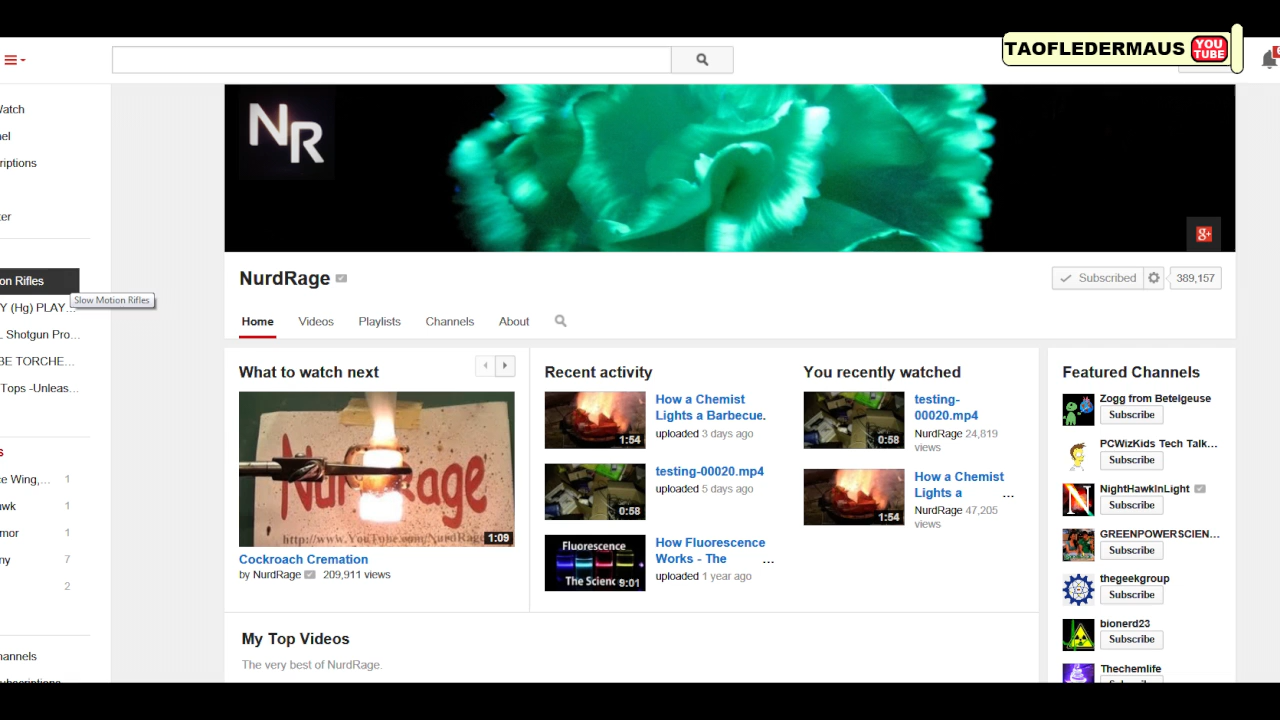 TAOFLEDERMAUS YOU TUBE
Watch
riptions
on Rifles
Slow Motion Rifles
Y (Hg) PLAY...
Shotgun Pro...
BE TORCHE...
Tops -Unleas...
ce Wing,... 1
wk 1
mor 1
ny 7
2
NR
g+
NurdRage
Subscribed 389,157
Home Videos Playlists Channels About
What to watch next
NurdRage
http://www.YouTube.com/NurdRage
1:09
Cockroach Cremation
by NurdRage 209,911 views
Recent activity
1:54
How a Chemist
Lights a Barbecue.
uploaded 3 days ago
0:58
testing-00020.mp4
uploaded 5 days ago
Fluorescence
The Scienc 9:01
How Fluorescence
Works - The ...
uploaded 1 year ago
You recently watched
0:58
testing-
00020.mp4
NurdRage 24,819
views
1:54
How a Chemist
Lights a ...
NurdRage 47,205
views
Featured Channels
Zogg from Betelgeuse
Subscribe
PCWizKids Tech Talk...
Subscribe
NightHawkInLight
Subscribe
GREENPOWERSCIEN...
Subscribe
thegeekgroup
Subscribe
bionerd23
Subscribe
Thechemlife
My Top Videos
The very best of NurdRage.